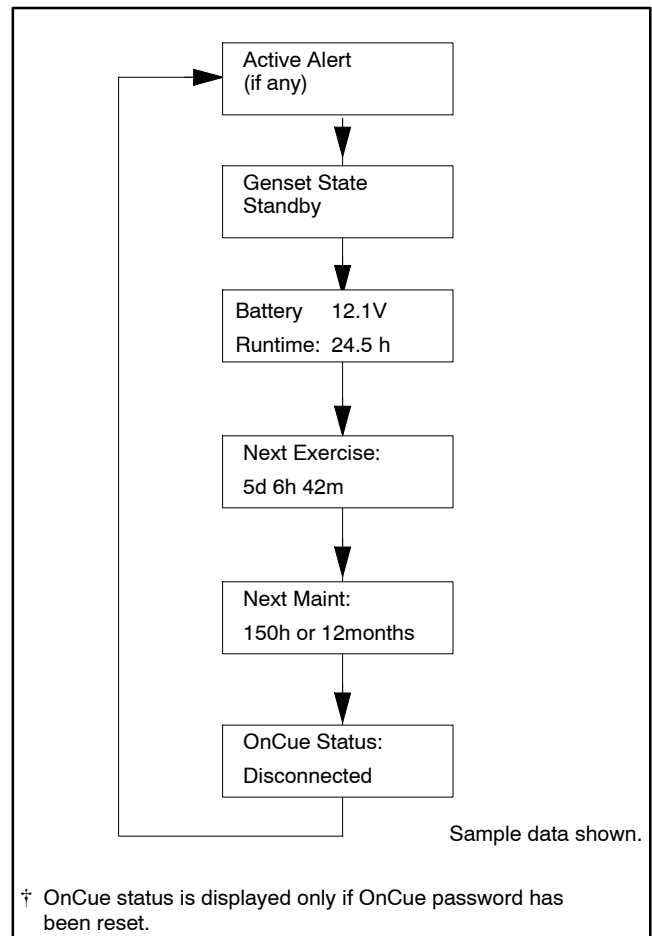 Active Alert
(if any)
Genset State
Standby
Battery 12.1V
Runtime: 24.5 h
Next Exercise:
5d 6h 42m
Next Maint:
150h or 12months
OnCue Status:
Disconnected
Sample data shown.
† OnCue status is displayed only if OnCue password has
been reset.